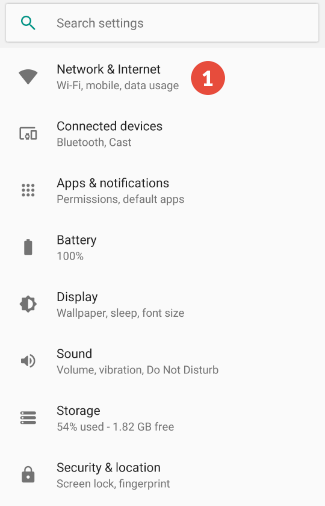 Search settings
Network & Internet
Wi-Fi, mobile, data usage
1
Connected devices
Bluetooth, Cast
Apps & notifications
Permissions, default apps
Battery
100%
Display
Wallpaper, sleep, font size
Sound
Volume, vibration, Do Not Disturb
Storage
54% used - 1.82 GB free
Security & location
Screen lock, fingerprint